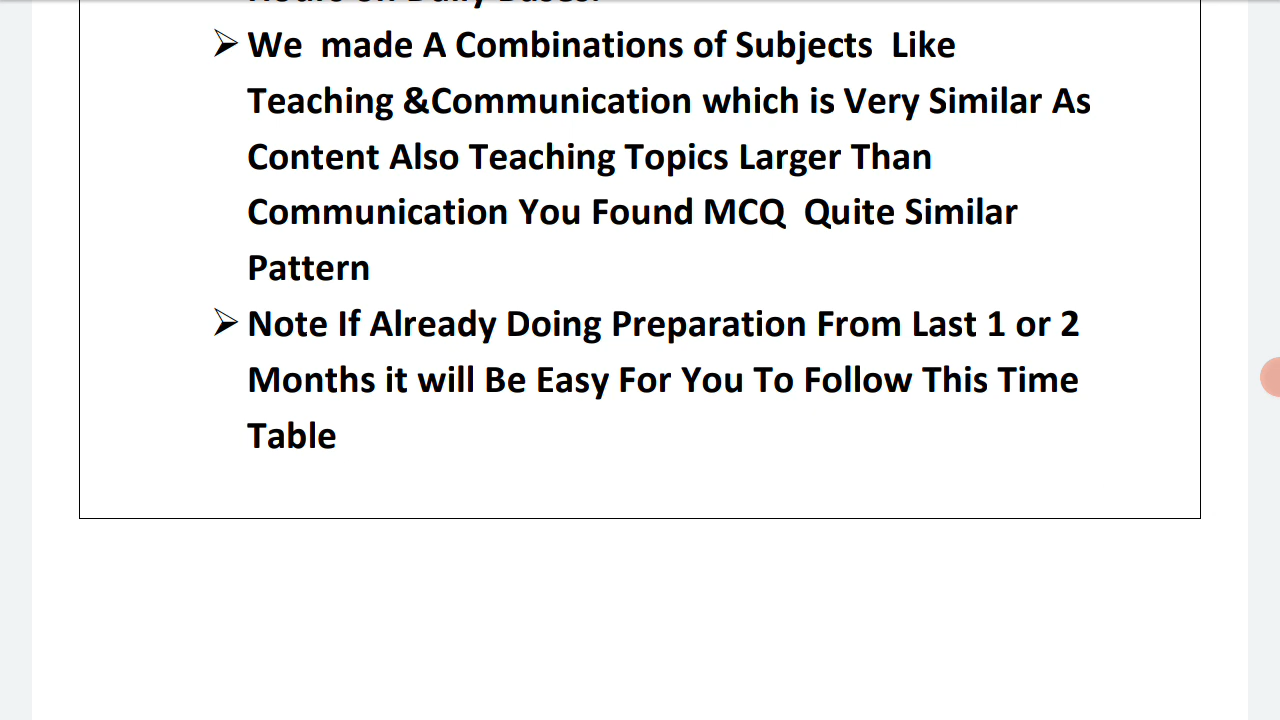 We  made A Combinations of Subjects  Like
Teaching &Communication which is Very Similar As
Content Also Teaching Topics Larger Than
Communication You Found MCQ  Quite Similar
Pattern
Note If Already Doing Preparation From Last 1 or 2
Months it will Be Easy For You To Follow This Time
Table